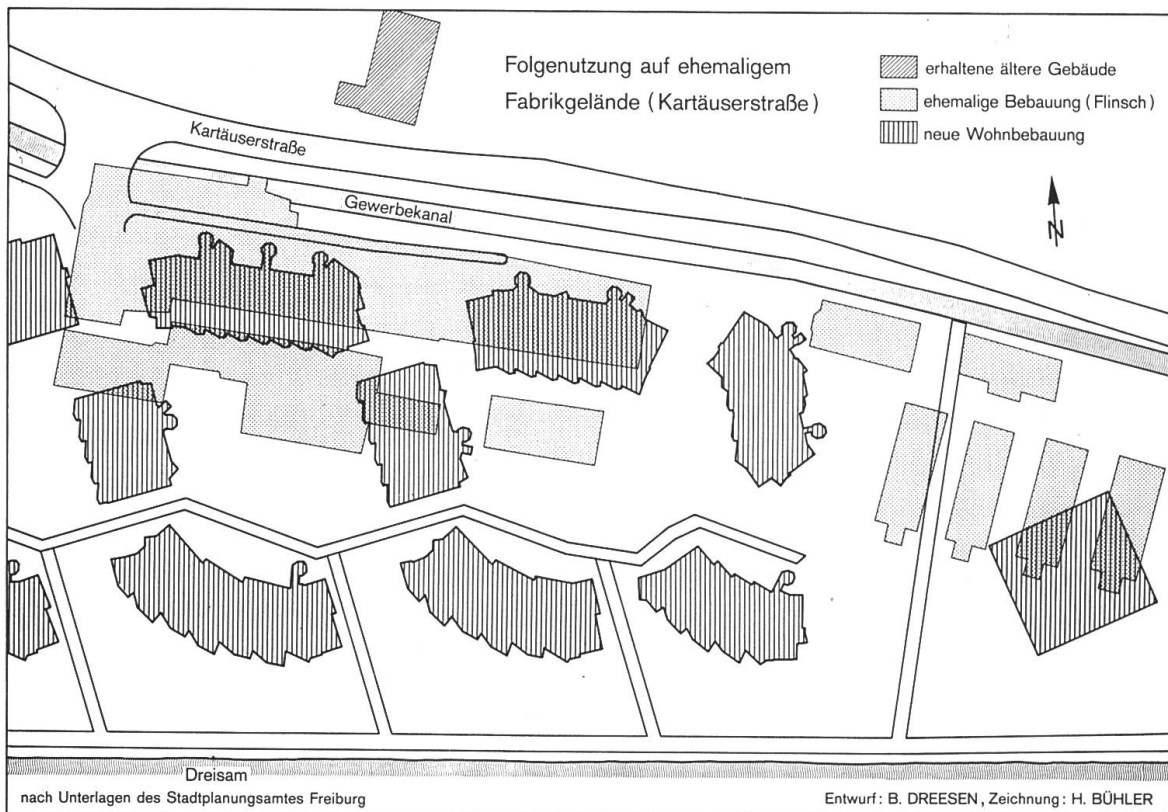 Folgenutzung auf ehemaligem
Fabrikgelände (Kartäuserstraße)
erhaltene ältere Gebäude
ehemalige Bebauung (Flinsch)
neue Wohnbebauung
Kartäuserstraße
Gewerbekanal
N
Dreisam
nach Unterlagen des Stadtplanungsamtes Freiburg
Entwurf: B. DREESEN, Zeichnung: H. BÜHLER